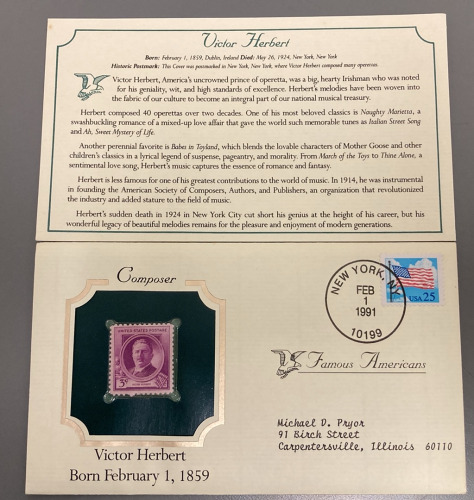 Victor Herbert
Born: February 1, 1859, Dublin, Ireland Died: May 26, 1924, New York, New York
Historic Postmark: This Cover was postmarked in New York, New York, where Victor Herbert composed many operettas.
Victor Herbert, America's uncrowned prince of operetta, was a big, hearty Irishman who was noted
for his geniality, wit, and high standards of excellence. Herbert's melodies have been woven into
the fabric of our culture to become an integral part of our national musical treasury.
Herbert composed 40 operettas over two decades. One of his most beloved classics is Naughty Marietta, a
swashbuckling romance of a mixed-up love affair that gave the world such memorable tunes as Italian Street Song
and Ah, Sweet Mystery of Life.
Another perennial favorite is Babes in Toyland, which blends the lovable characters of Mother Goose and other
children's classics in a lyrical legend of suspense, pageantry, and morality. From March of the Toys to Thine Alone, a
sentimental love song, Herbert's music captures the essence of romance and fantasy.
Herbert is less famous for one of his greatest contributions to the world of music. In 1914, he was instrumental
in founding the American Society of Composers, Authors, and Publishers, an organization that revolutionized
the industry and added stature to the field of music.
Herbert's sudden death in 1924 in New York City cut short his genius at the height of his career, but his
wonderful legacy of beautiful melodies remains for the pleasure and enjoyment of modern generations.
Composer
UNITED STATES POSTAGE
3¢
Victor Herbert
Born February 1, 1859
NEW YORK, NY
FEB
1
1991
10199
USA 25
Famous Americans
Michael D. Pryor
91 Birch Street
Carpentersville, Illinois 60110